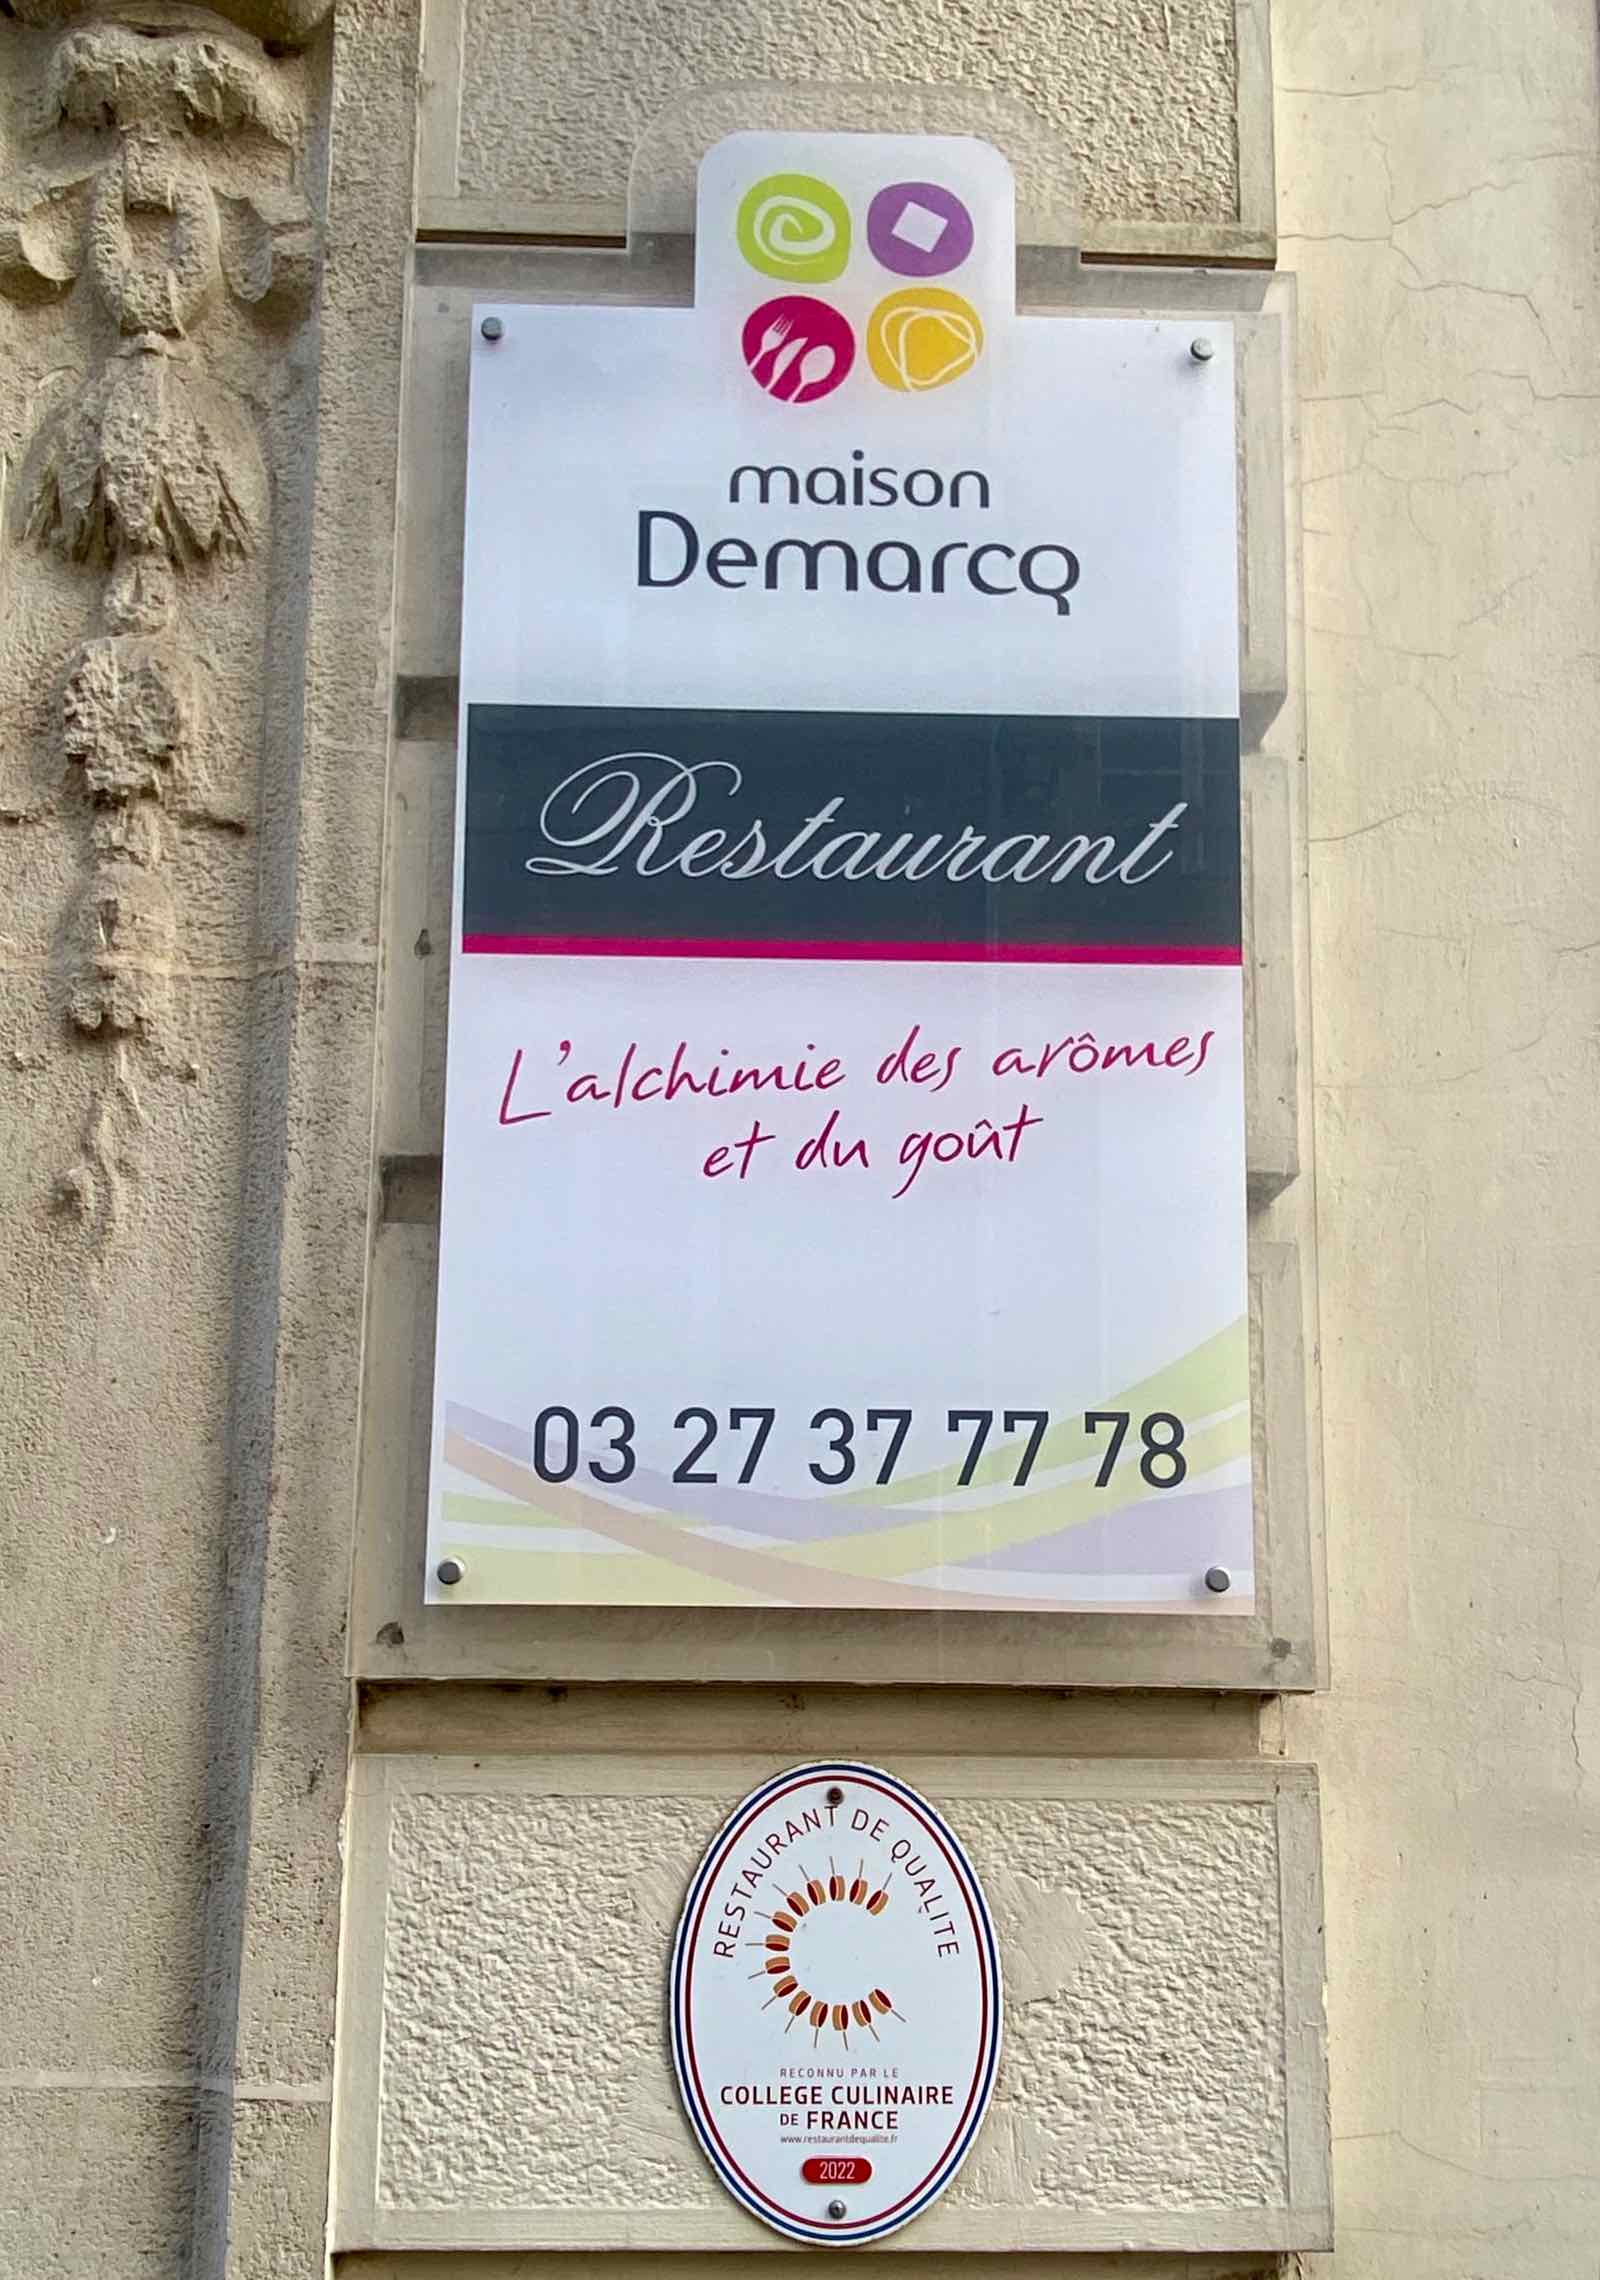 maison
Demarcq
Restaurant
L'alchimie des arômes
et du goût
03 27 37 77 78
RESTAURANT DE QUALITE
RECONNU PAR LE
COLLEGE CULINAIRE
DE FRANCE
www.restaurantdequalite.fr
2022